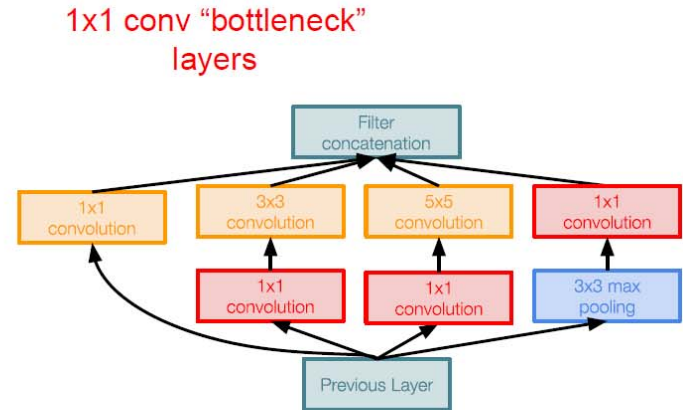 1x1 conv “bottleneck”
layers
Filter
concatenation
1x1
convolution
3x3
convolution
5x5
convolution
1x1
convolution
1x1
convolution
1x1
convolution
3x3 max
pooling
Previous Layer